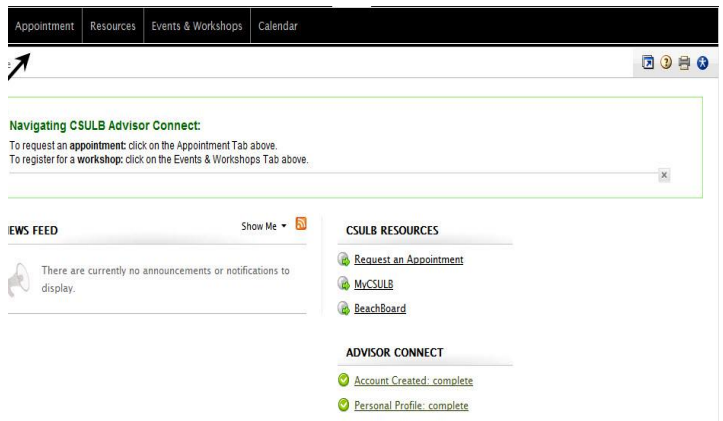 Appointment Resources Events & Workshops Calendar
Navigating CSULB Advisor Connect:
To request an appointment: click on the Appointment Tab above.
To register for a workshop: click on the Events & Workshops Tab above.
x
EWS FEED
Show Me
There are currently no announcements or notifications to
display.
CSULB RESOURCES
Request an Appointment
MyCSULB
BeachBoard
ADVISOR CONNECT
Account Created: complete
Personal Profile: complete